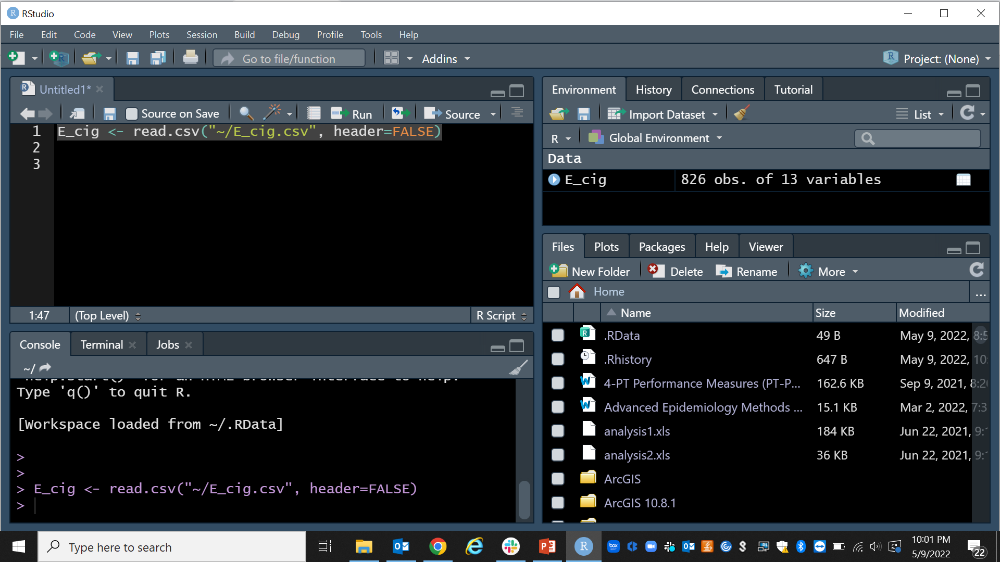 RStudio
File Edit Code View Plots Session Build Debug Profile Tools Help
Go to file/function Addins Project: (None)
Untitled1*
Source on Save Run Source
1 E_cig <- read.csv("~/E_cig.csv", header=FALSE)
2
3
1:47 (Top Level) R Script
Console Terminal Jobs
~/
Type 'q()' to quit R.
[Workspace loaded from ~/.RData]
>
>
> E_cig <- read.csv("~/E_cig.csv", header=FALSE)
>
Environment History Connections Tutorial
Import Dataset List
R Global Environment
Data
E_cig 826 obs. of 13 variables
Files Plots Packages Help Viewer
New Folder Delete Rename More
Home ...
Name Size Modified
.RData 49 B May 9, 2022, 8:5
.Rhistory 647 B May 9, 2022, 10:
4-PT Performance Measures (PT-P... 162.6 KB Sep 9, 2021, 8:20
Advanced Epidemiology Methods ... 15.1 KB Mar 2, 2022, 7:3
analysis1.xls 184 KB Jun 22, 2021, 9:
analysis2.xls 36 KB Jun 22, 2021, 9:
ArcGIS
ArcGIS 10.8.1
Type here to search
10:01 PM
5/9/2022
22